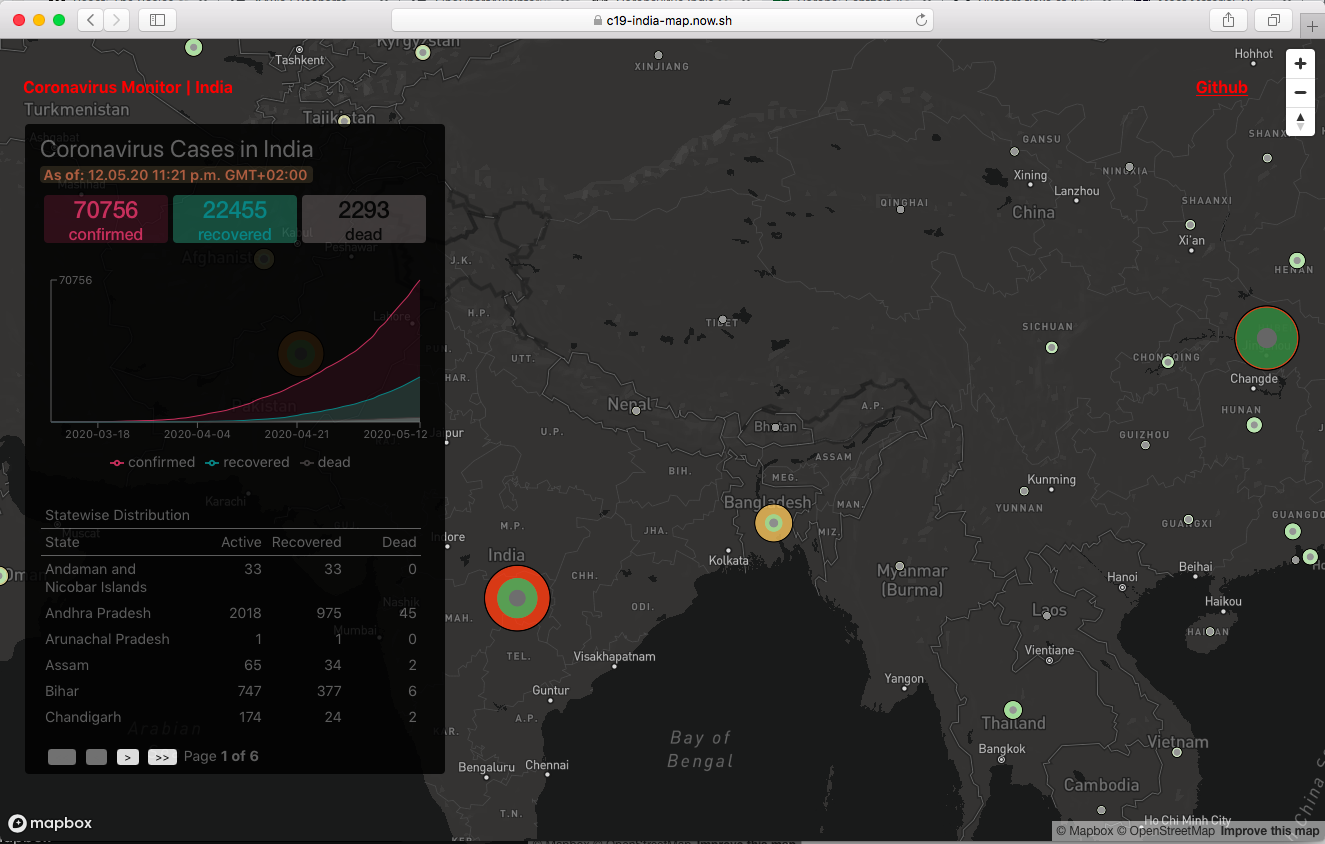 c19-india-map.now.sh
Kyrgyzstan
Tashkent
XINJIANG
Hohhot
Coronavirus Monitor | India
Github
Turkmenistan
Tajikistan
Ashgabat
GANSU
SHANX
Coronavirus Cases in India
As of: 12.05.20 11:21 p.m. GMT+02:00
Mashhad
Xining
NINGXIA
Lanzhou
SHAANXI
QINGHAI
China
70756
22455
2293
confirmed
recovered
dead
Xi'an
Kabul
Peshawar
Afghanist
J.K.
HENAN
70756
H.P.
Lahore
TIBET
SICHUAN
UTT.
CHONGQING
Changde
HAR.
Pakistan
Nepal
A.P.
HUNAN
2020-03-18
2020-04-04
2020-04-21
2020-05-12
Jaipur
U.P.
Bhutan
GUIZHOU
confirmed
recovered
dead
ASSAM
BIH.
MEG.
Kunming
Karachi
Bangladesh
MAN.
YUNNAN
Statewise Distribution
M.P.
JHA.
MIZ.
GUANGXI
GUANGDO
Muscat
State Active Recovered Dead
Indore
India
Kolkata
Oman
Andaman and
Nicobar Islands 33 33 0
CHH.
Myanmar
(Burma)
Hanoi
Beihai
Andhra Pradesh 2018 975 45
Nashik
ODI.
MAH.
Laos
Haikou
Arunachal Pradesh 1 1 0
Mumbai
HAINAN
Assam 65 34 2
TEL.
Visakhapatnam
Vientiane
Bihar 747 377 6
Guntur
Yangon
Chandigarh 174 24 2
A.P.
Thailand
Arabian
KAR.
Bay of
Bengal
Bangkok
Vietnam
> >> Page 1 of 6
Bengaluru
Chennai
Cambodia
T.N.
mapbox
Ho Chi Minh City
© Mapbox © OpenStreetMap Improve this map